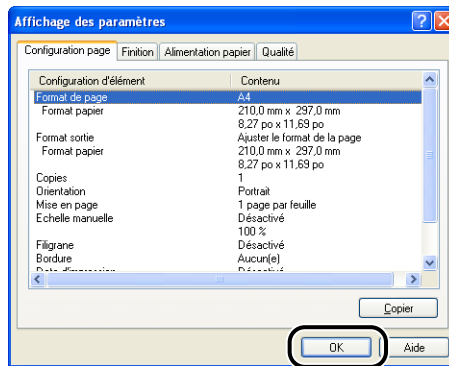 Affichage des paramètres
Configuration page Finition Alimentation papier Qualité
Configuration d'élément Contenu
Format de page A4
Format papier 210,0 mm x 297,0 mm
8,27 po x 11,69 po
Format sortie Ajuster le format de la page
Format papier 210,0 mm x 297,0 mm
8,27 po x 11,69 po
Copies 1
Orientation Portrait
Mise en page 1 page par feuille
Echelle manuelle Désactivé
100 %
Filigrane Désactivé
Bordure Aucun(e)
Date d'impression Désactivé
Copier
OK Aide